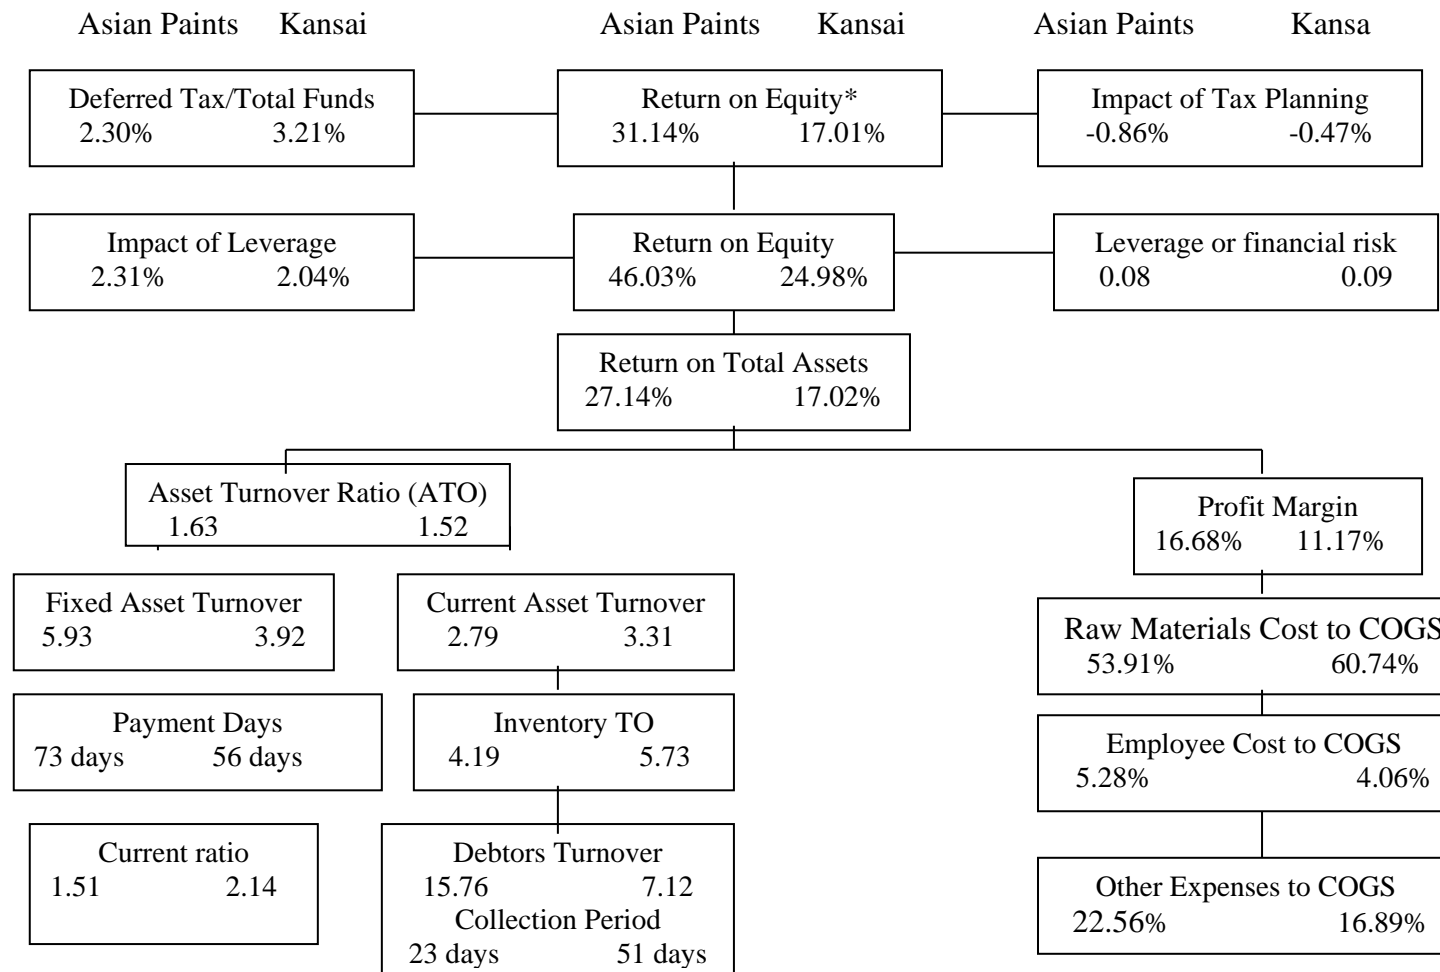 Asian Paints Kansai Asian Paints Kansai Asian Paints Kansa
Deferred Tax/Total Funds
2.30% 3.21%
Return on Equity*
31.14% 17.01%
Impact of Tax Planning
-0.86% -0.47%
Impact of Leverage
2.31% 2.04%
Return on Equity
46.03% 24.98%
Leverage or financial risk
0.08 0.09
Return on Total Assets
27.14% 17.02%
Asset Turnover Ratio (ATO)
1.63 1.52
Profit Margin
16.68% 11.17%
Fixed Asset Turnover
5.93 3.92
Current Asset Turnover
2.79 3.31
Raw Materials Cost to COGS
53.91% 60.74%
Payment Days
73 days 56 days
Inventory TO
4.19 5.73
Employee Cost to COGS
5.28% 4.06%
Current ratio
1.51 2.14
Debtors Turnover
15.76 7.12
Collection Period
23 days 51 days
Other Expenses to COGS
22.56% 16.89%